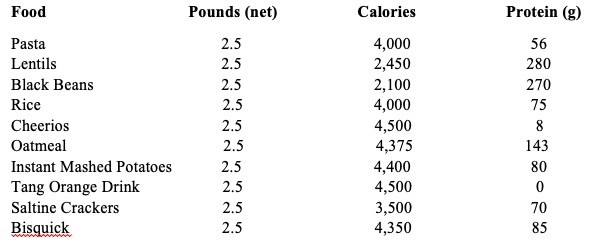 Food Pounds (net) Calories Protein (g)
Pasta 2.5 4,000 56
Lentils 2.5 2,450 280
Black Beans 2.5 2,100 270
Rice 2.5 4,000 75
Cheerios 2.5 4,500 8
Oatmeal 2.5 4,375 143
Instant Mashed Potatoes 2.5 4,400 80
Tang Orange Drink 2.5 4,500 0
Saltine Crackers 2.5 3,500 70
Bisquick 2.5 4,350 85